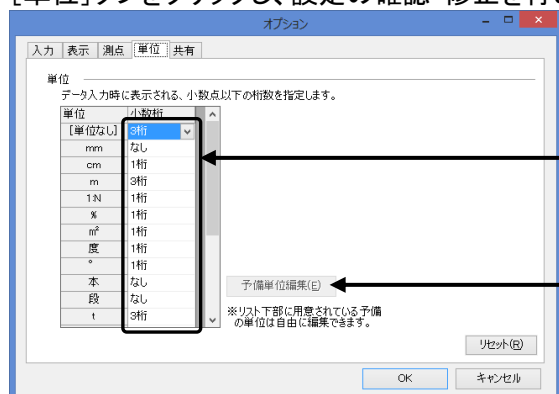 [単位]タブをクリックし、設定の確認・修正を行い
オプション
入力 表示 測点 単位 共有
単位
データ入力時に表示される、小数点以下の桁数を指定します。
単位 小数桁
[単位なし] 3桁
mm なし
cm 1桁
m 3桁
1:N 1桁
% 1桁
m² 1桁
度 1桁
° 1桁
本 なし
段 なし
t 3桁
予備単位編集(E)
※リスト下部に用意されている予備
の単位は自由に編集できます。
リセット(R)
OK キャンセル